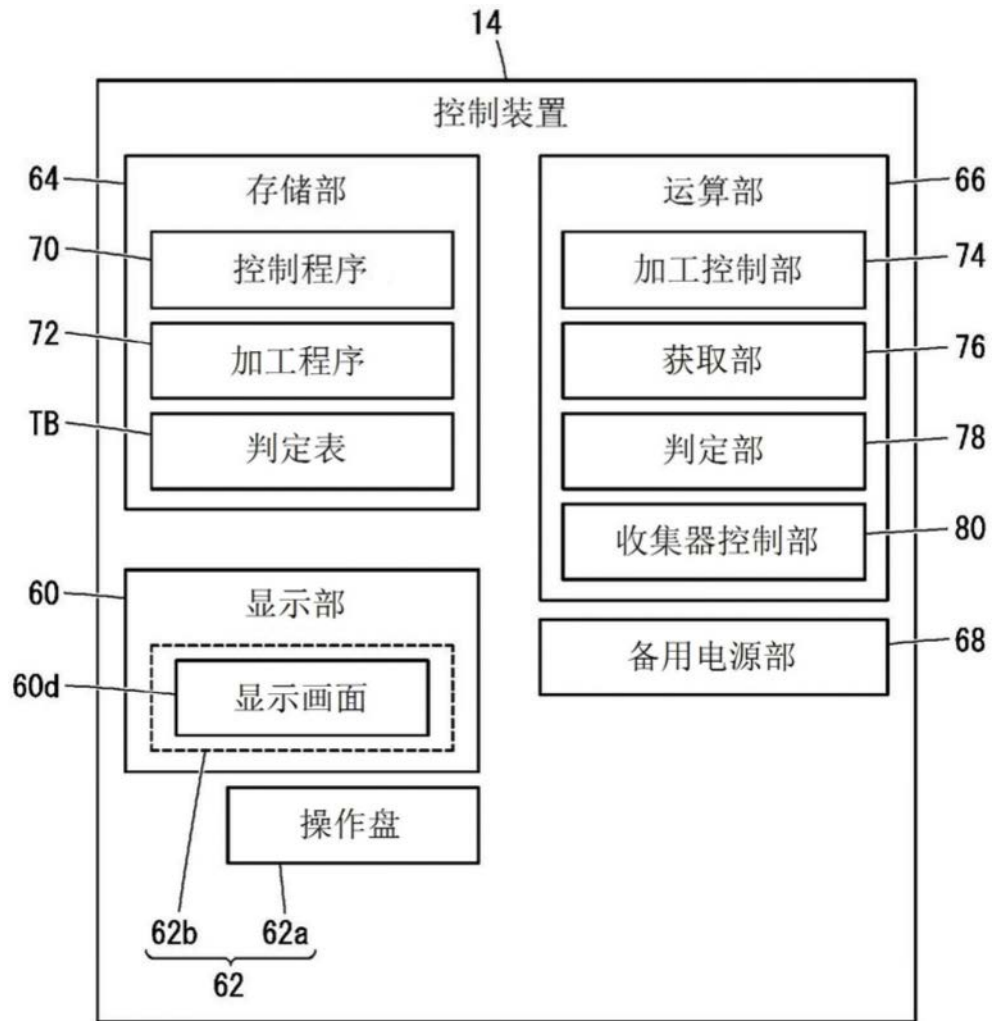 14
控制装置
64
存储部
70
控制程序
72
加工程序
TB
判定表
运算部
66
加工控制部
74
获取部
76
判定部
78
收集器控制部
80
60
显示部
60d
显示画面
备用电源部
68
操作盘
62b
62a
62